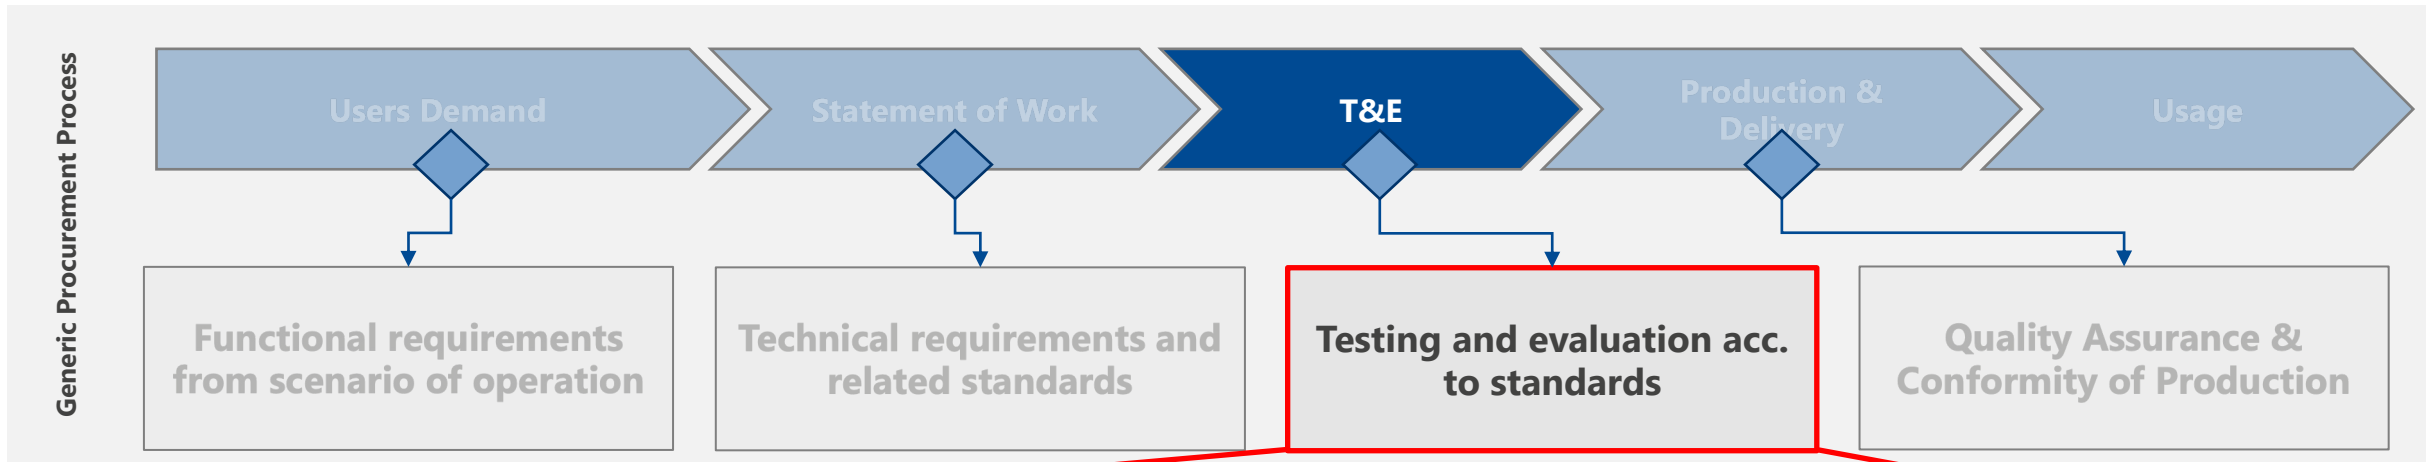 Generic Procurement Process
Users Demand
Statement of Work
T&E
Production &
Delivery
Usage
Functional requirements
from scenario of operation
Technical requirements and
related standards
Testing and evaluation acc.
to standards
Quality Assurance &
Conformity of Production